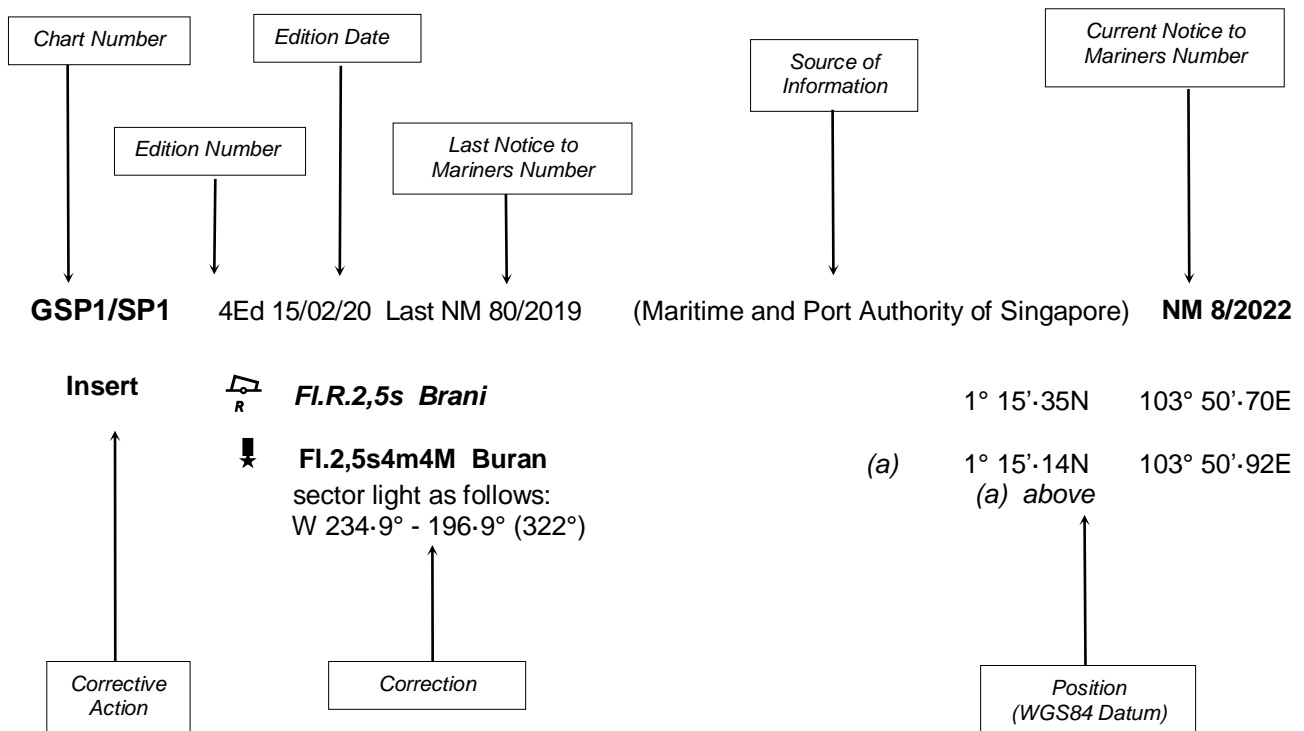 Chart Number
Edition Date
Current Notice to
Mariners Number
Source of
Information
Edition Number
Last Notice to
Mariners Number
GSP1/SP1 4Ed 15/02/20 Last NM 80/2019 (Maritime and Port Authority of Singapore) NM 8/2022
Insert R Fl.R.2,5s Brani 1° 15'·35N 103° 50'·70E
Fl.2,5s4m4M Buran (a) 1° 15'·14N 103° 50'·92E
sector light as follows: (a) above
W 234·9° - 196·9° (322°)
Corrective
Action
Correction
Position
(WGS84 Datum)